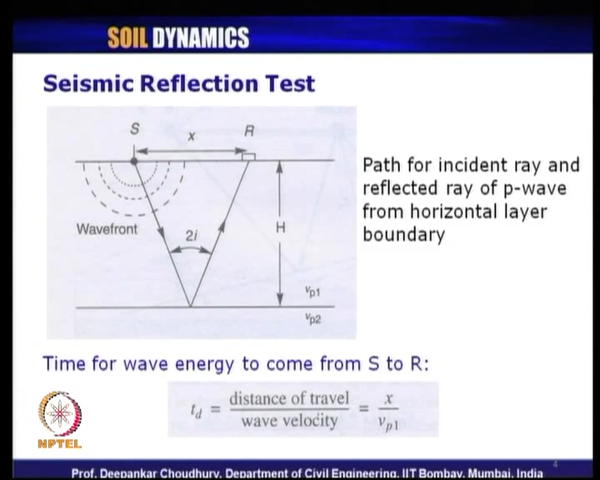 SOIL DYNAMICS
Seismic Reflection Test
S
x
R
Wavefront
2i
H
vp1
vp2
Path for incident ray and
reflected ray of p-wave
from horizontal layer
boundary
Time for wave energy to come from S to R:
td = distance of travel / wave velocity = x / vp1
NPTEL
4
Prof. Deepankar Choudhury, Department of Civil Engineering, IIT Bombay, Mumbai, India